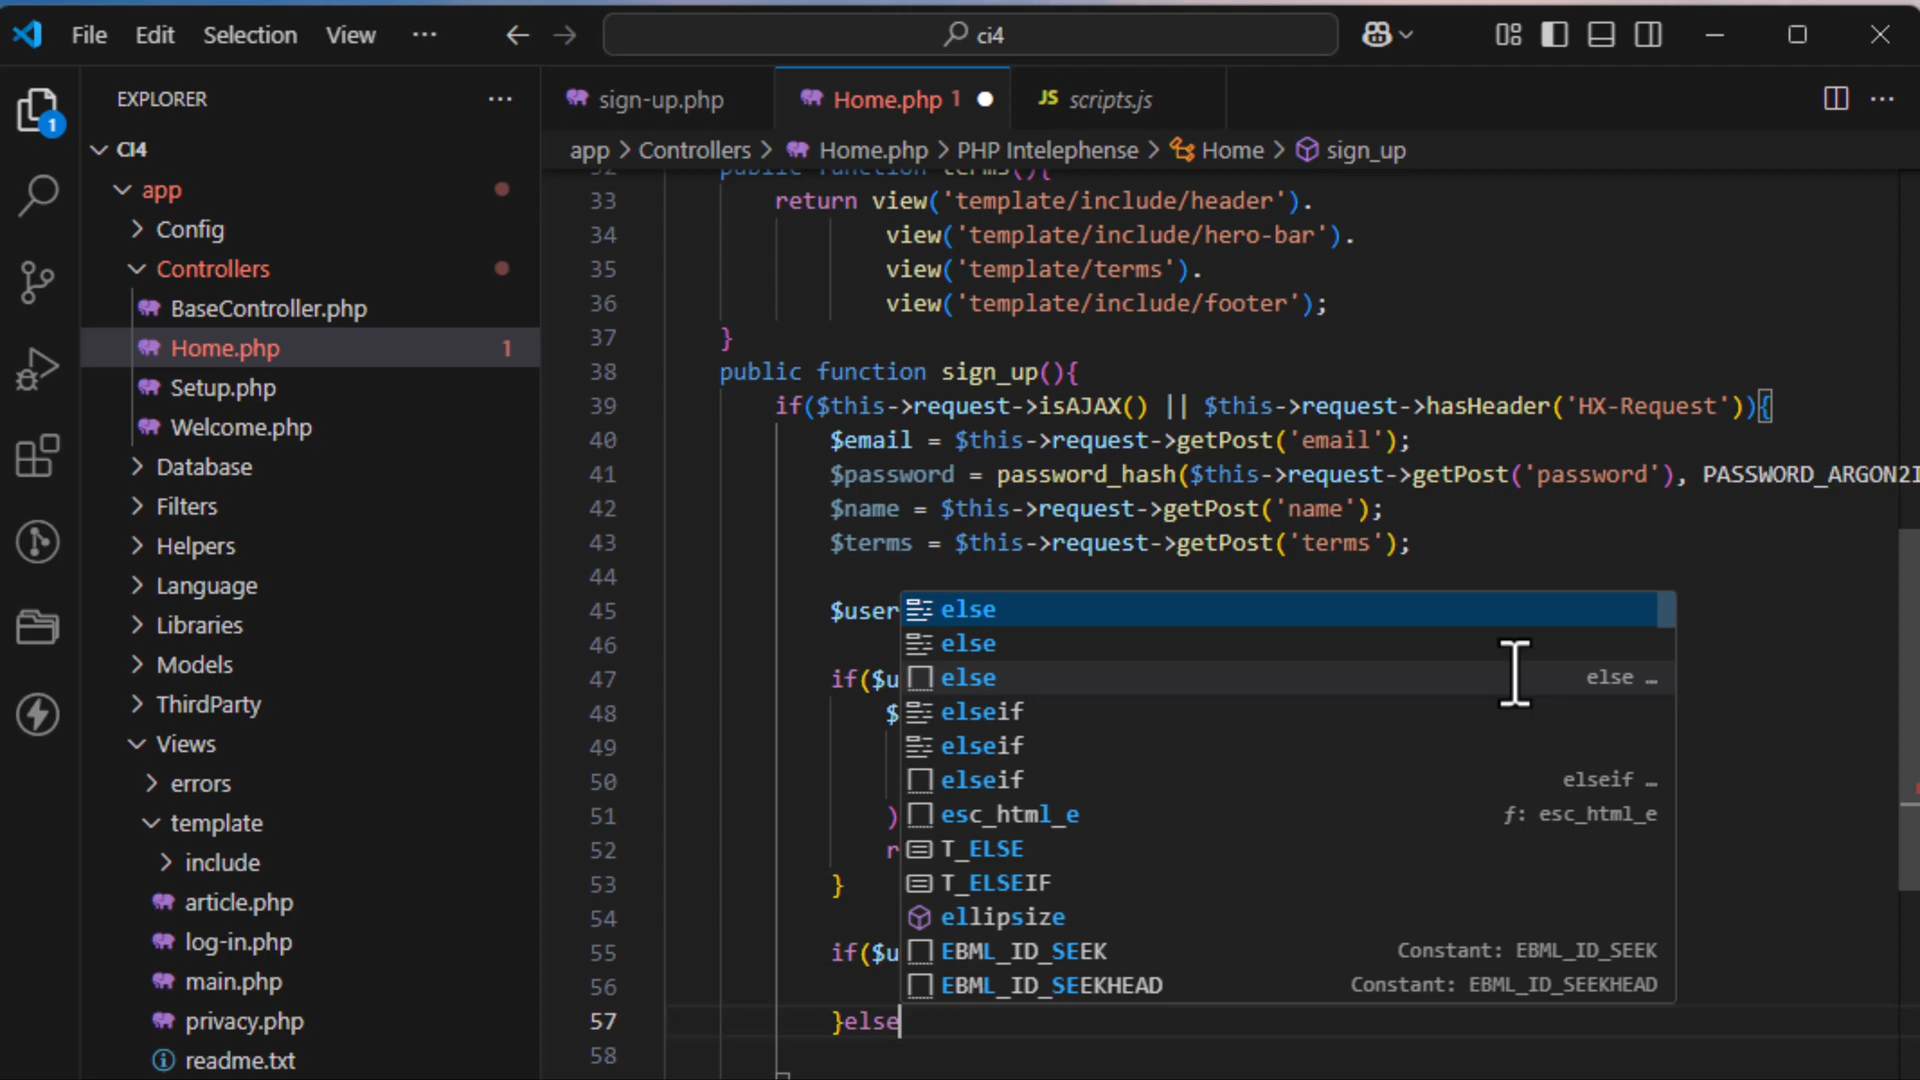 File Edit Selection View ... ci4
EXPLORER ...
sign-up.php Home.php 1 JS scripts.js ...
app > Controllers > Home.php > PHP Intelephense > Home > sign_up
1
CI4
app
Config
Controllers
BaseController.php
Home.php 1
Setup.php
Welcome.php
Database
Filters
Helpers
Language
Libraries
Models
ThirdParty
Views
errors
template
include
article.php
log-in.php
main.php
privacy.php
readme.txt
32 public function terms(){
33 return view('template/include/header').
34 view('template/include/hero-bar').
35 view('template/terms').
36 view('template/include/footer');
37 }
38 public function sign_up(){
39 if($this->request->isAJAX() || $this->request->hasHeader('HX-Request')){
40 $email = $this->request->getPost('email');
41 $password = password_hash($this->request->getPost('password'), PASSWORD_ARGON2I
42 $name = $this->request->getPost('name');
43 $terms = $this->request->getPost('terms');
44
45 $user
46
47 if($u
48 $
49
50
51 )
52 r
53 }
54
55 if($u
56
57 }else
58
else
else
else else ...
elseif
elseif
elseif elseif ...
esc_html_e f: esc_html_e
T_ELSE
T_ELSEIF
ellipsize
EBML_ID_SEEK Constant: EBML_ID_SEEK
EBML_ID_SEEKHEAD Constant: EBML_ID_SEEKHEAD